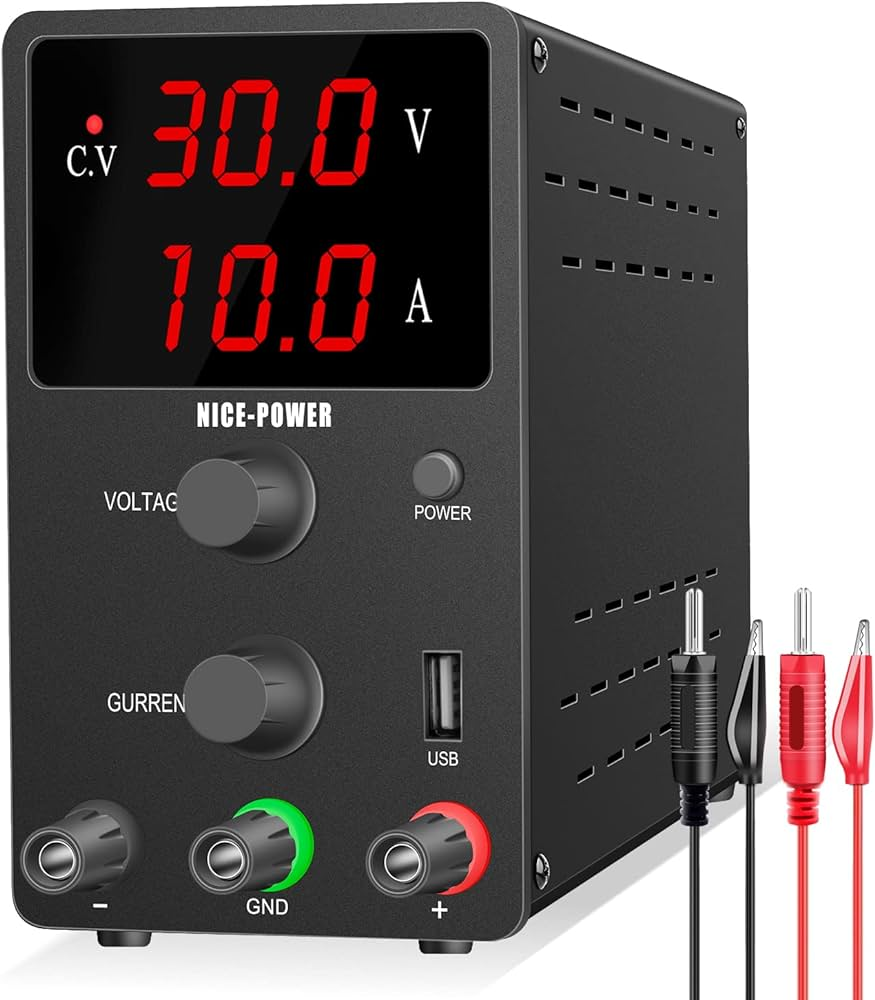 30.0 V
C.V
10.0 A
NICE-POWER
VOLTAG
POWER
GURREN
USB
- GND +